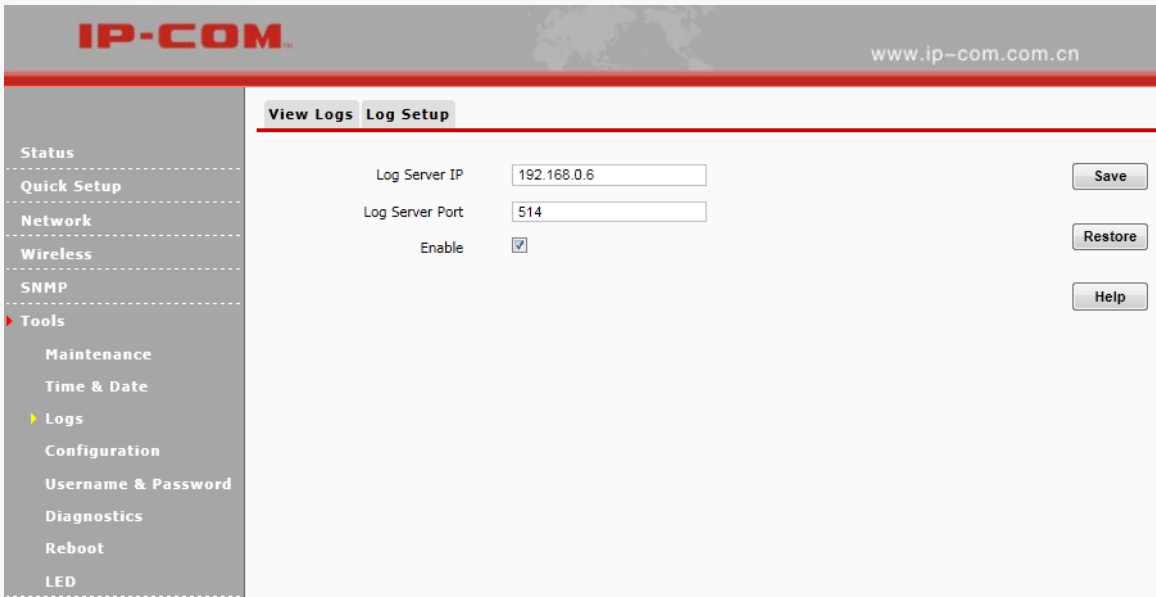 IP-COM™
www.ip-com.com.cn
View Logs Log Setup
Status
Quick Setup
Network
Wireless
SNMP
Tools
Maintenance
Time & Date
Logs
Configuration
Username & Password
Diagnostics
Reboot
LED
Log Server IP 192.168.0.6
Log Server Port 514
Enable
Save
Restore
Help